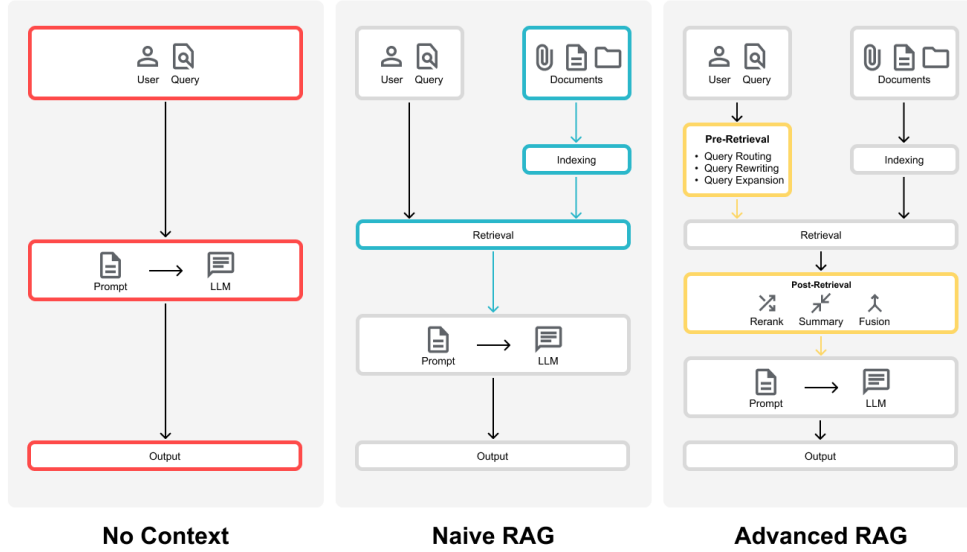 User Query
Prompt LLM
Output
No Context
User Query
Documents
Indexing
Retrieval
Prompt LLM
Output
Naive RAG
User Query
Documents
Pre-Retrieval
• Query Routing
• Query Rewriting
• Query Expansion
Indexing
Retrieval
Post-Retrieval
Rerank Summary Fusion
Prompt LLM
Output
Advanced RAG